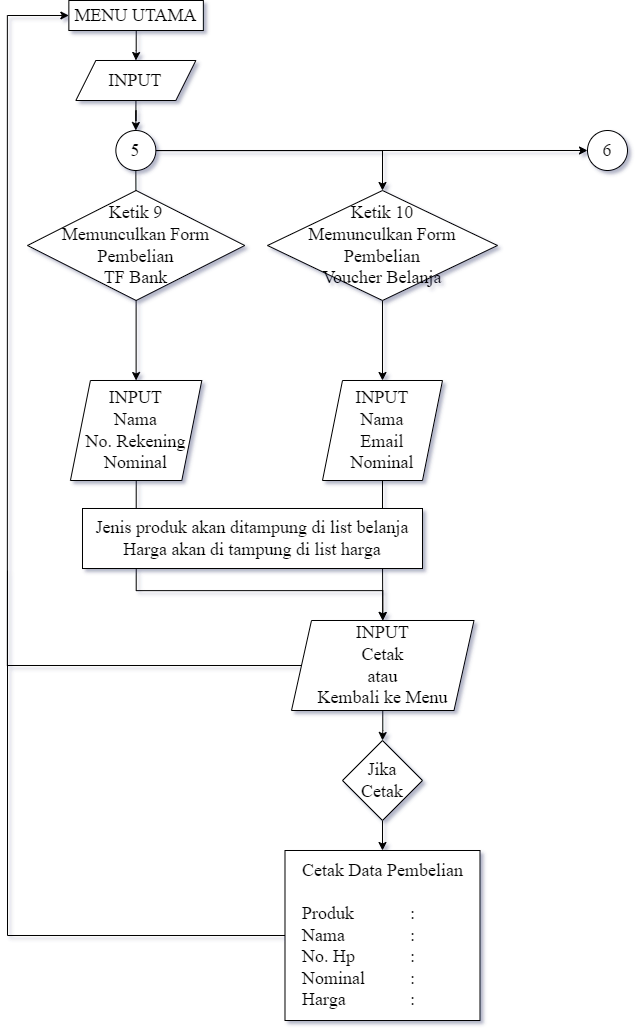 MENU UTAMA
INPUT
5
6
Ketik 9
Memunculkan Form
Pembelian
TF Bank
Ketik 10
Memunculkan Form
Pembelian
Voucher Belanja
INPUT
Nama
No. Rekening
Nominal
INPUT
Nama
Email
Nominal
Jenis produk akan ditampung di list belanja
Harga akan di tampung di list harga
INPUT
Cetak
atau
Kembali ke Menu
Jika
Cetak
Cetak Data Pembelian
Produk :
Nama :
No. Hp :
Nominal :
Harga :